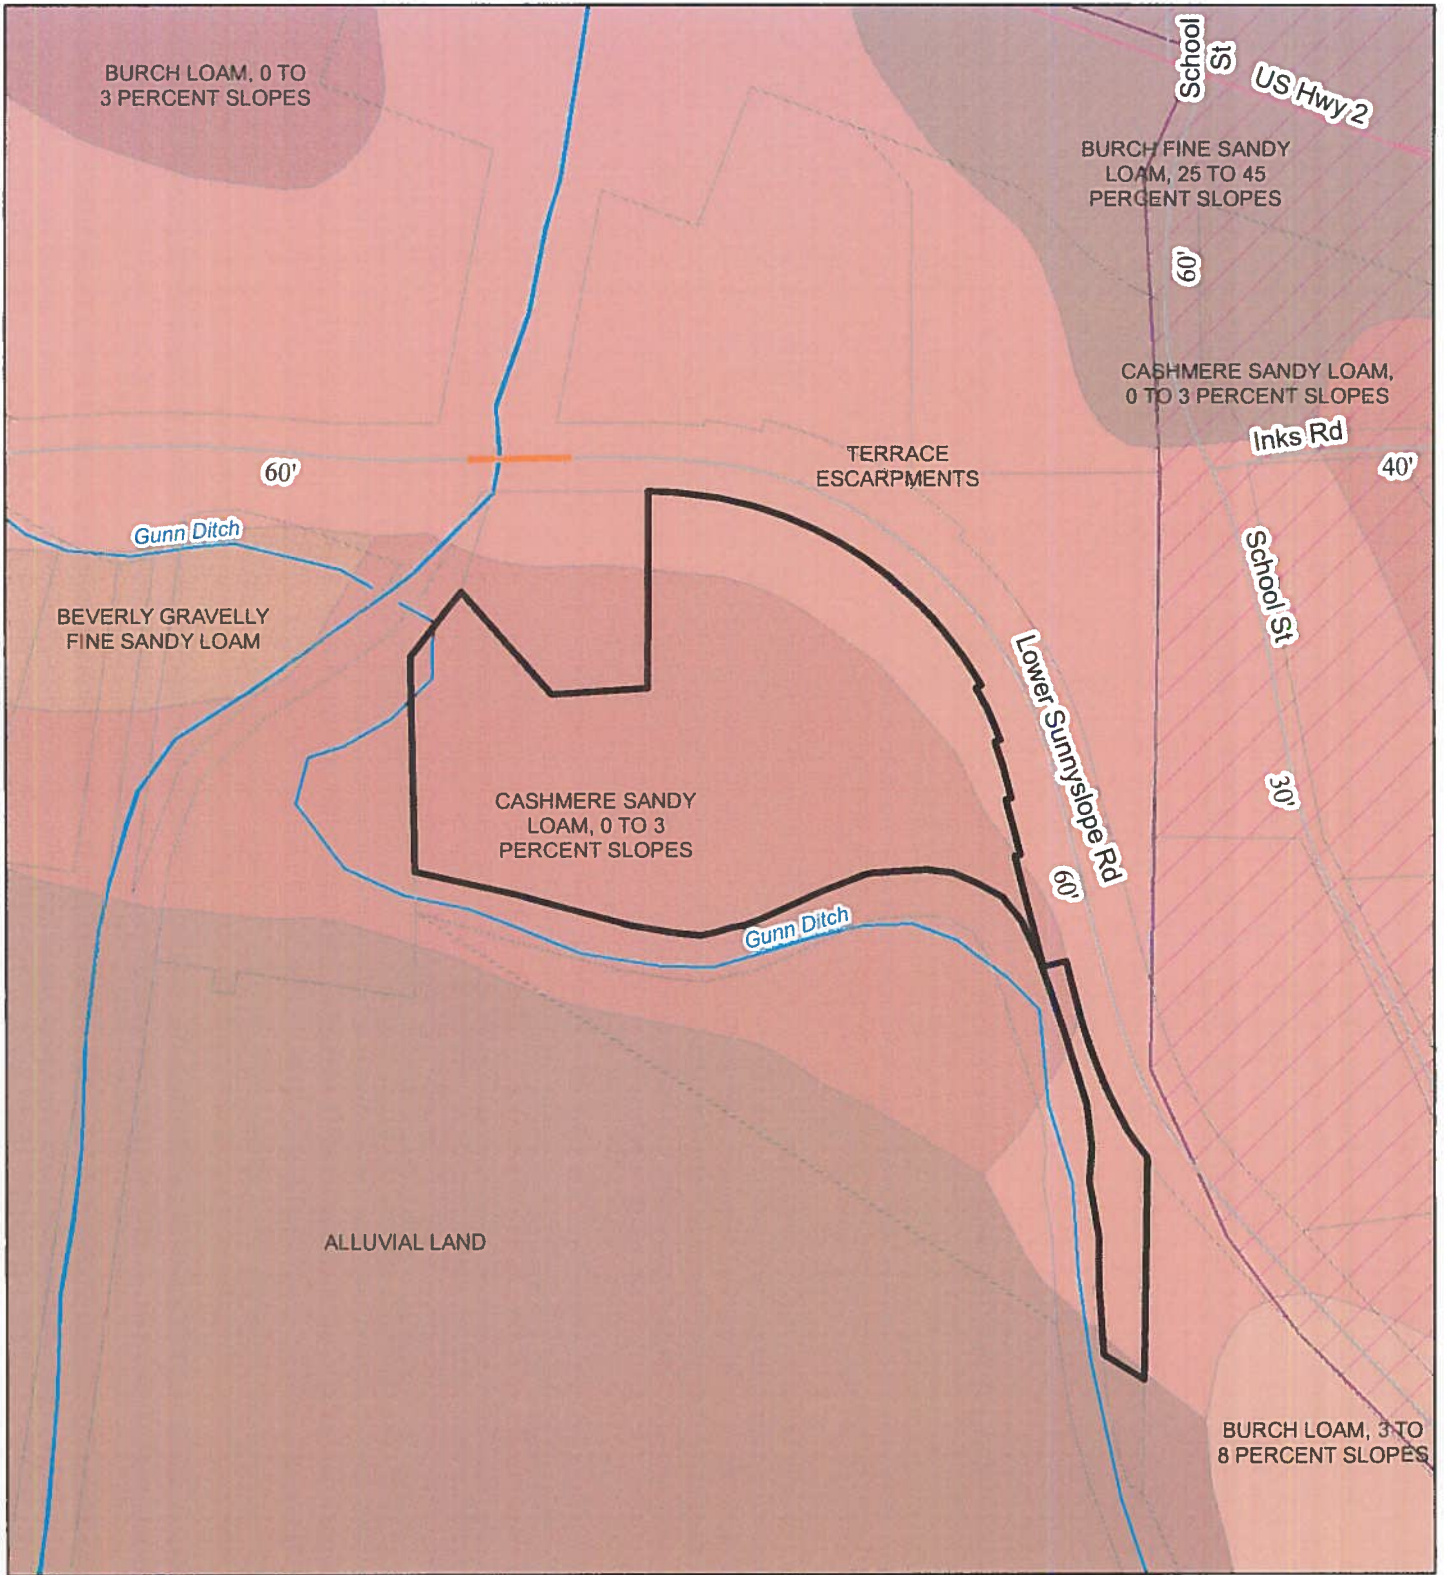 BURCH LOAM, 0 TO
3 PERCENT SLOPES
School
St
US Hwy 2
BURCH FINE SANDY
LOAM, 25 TO 45
PERCENT SLOPES
60'
CASHMERE SANDY LOAM,
0 TO 3 PERCENT SLOPES
Inks Rd
40'
TERRACE
ESCARPMENTS
60'
Gunn Ditch
School St
BEVERLY GRAVELLY
FINE SANDY LOAM
Lower Sunnyslope Rd
CASHMERE SANDY
LOAM, 0 TO 3
PERCENT SLOPES
30'
60'
Gunn Ditch
ALLUVIAL LAND
BURCH LOAM, 3 TO
8 PERCENT SLOPES